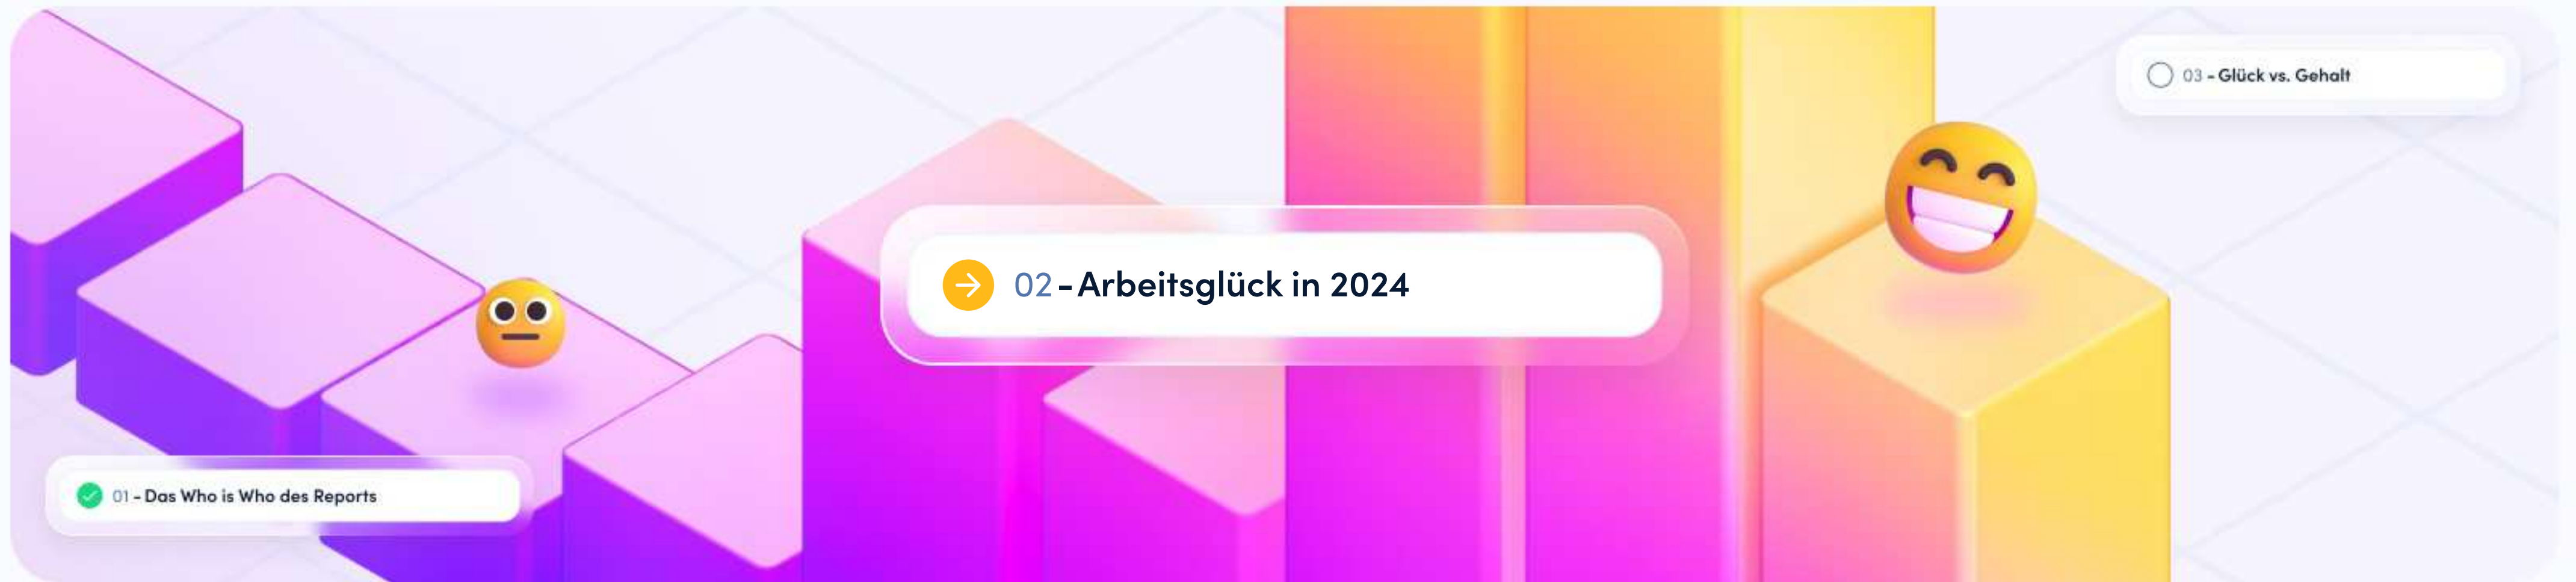 03 - Glück vs. Gehalt
02 - Arbeitsglück in 2024
01 - Das Who is Who des Reports